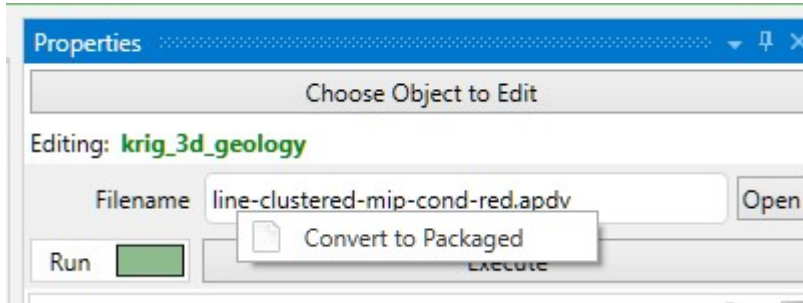 Properties
Choose Object to Edit
Editing: krig_3d_geology
Filename line-clustered-mip-cond-red.apdv Open
Convert to Packaged
Run Execute